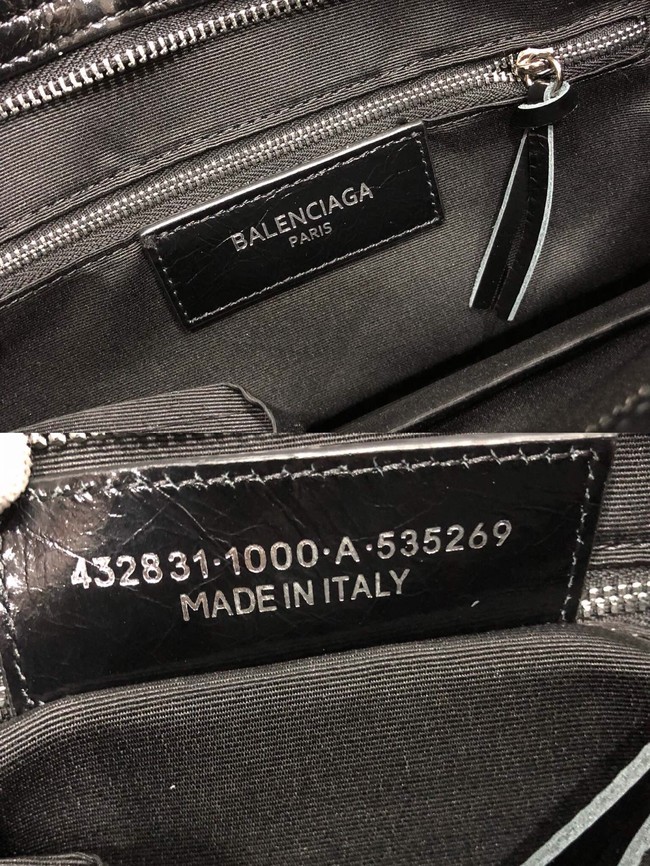 BALENCIAGA
PARIS
432831·1000·A·535269
MADE IN ITALY